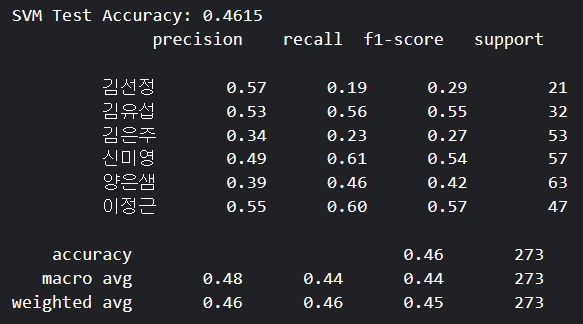 SVM Test Accuracy: 0.4615
precision recall f1-score support
김선정 0.57 0.19 0.29 21
김유섭 0.53 0.56 0.55 32
김은주 0.34 0.23 0.27 53
신미영 0.49 0.61 0.54 57
양은샘 0.39 0.46 0.42 63
이정근 0.55 0.60 0.57 47
accuracy 0.46 273
macro avg 0.48 0.44 0.44 273
weighted avg 0.46 0.46 0.45 273